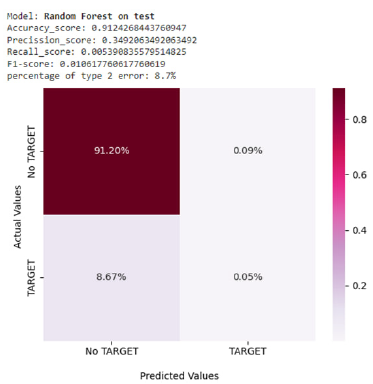 Model: Random Forest on test
Accuracy_score: 0.9124268443760947
Precission_score: 0.3492063492063492
Recall_score: 0.005390835579514825
F1-score: 0.010617760617760619
percentage of type 2 error: 8.7%
No TARGET
91.20%
0.09%
TARGET
8.67%
0.05%
Actual Values
No TARGET TARGET
Predicted Values
0.8
0.6
0.4
0.2